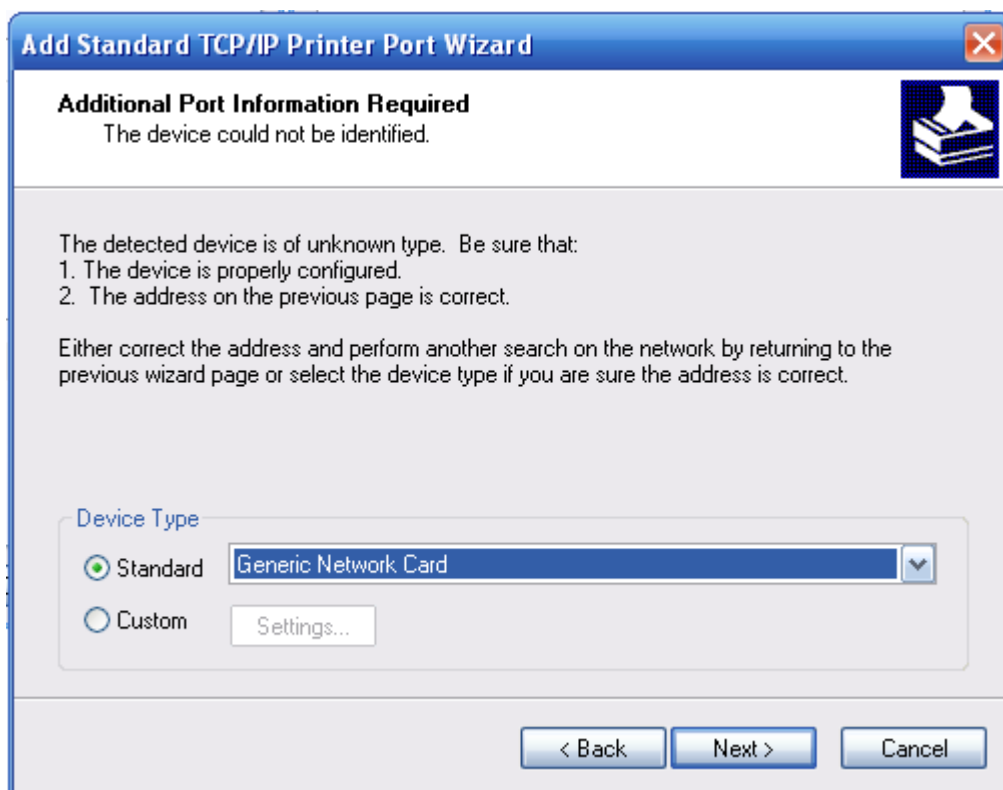 Add Standard TCP/IP Printer Port Wizard
Additional Port Information Required
The device could not be identified.
The detected device is of unknown type.  Be sure that:
1. The device is properly configured.
2.  The address on the previous page is correct.
Either correct the address and perform another search on the network by returning to the
previous wizard page or select the device type if you are sure the address is correct.
Device Type
Standard
Generic Network Card
Custom
Settings...
< Back
Next >
Cancel